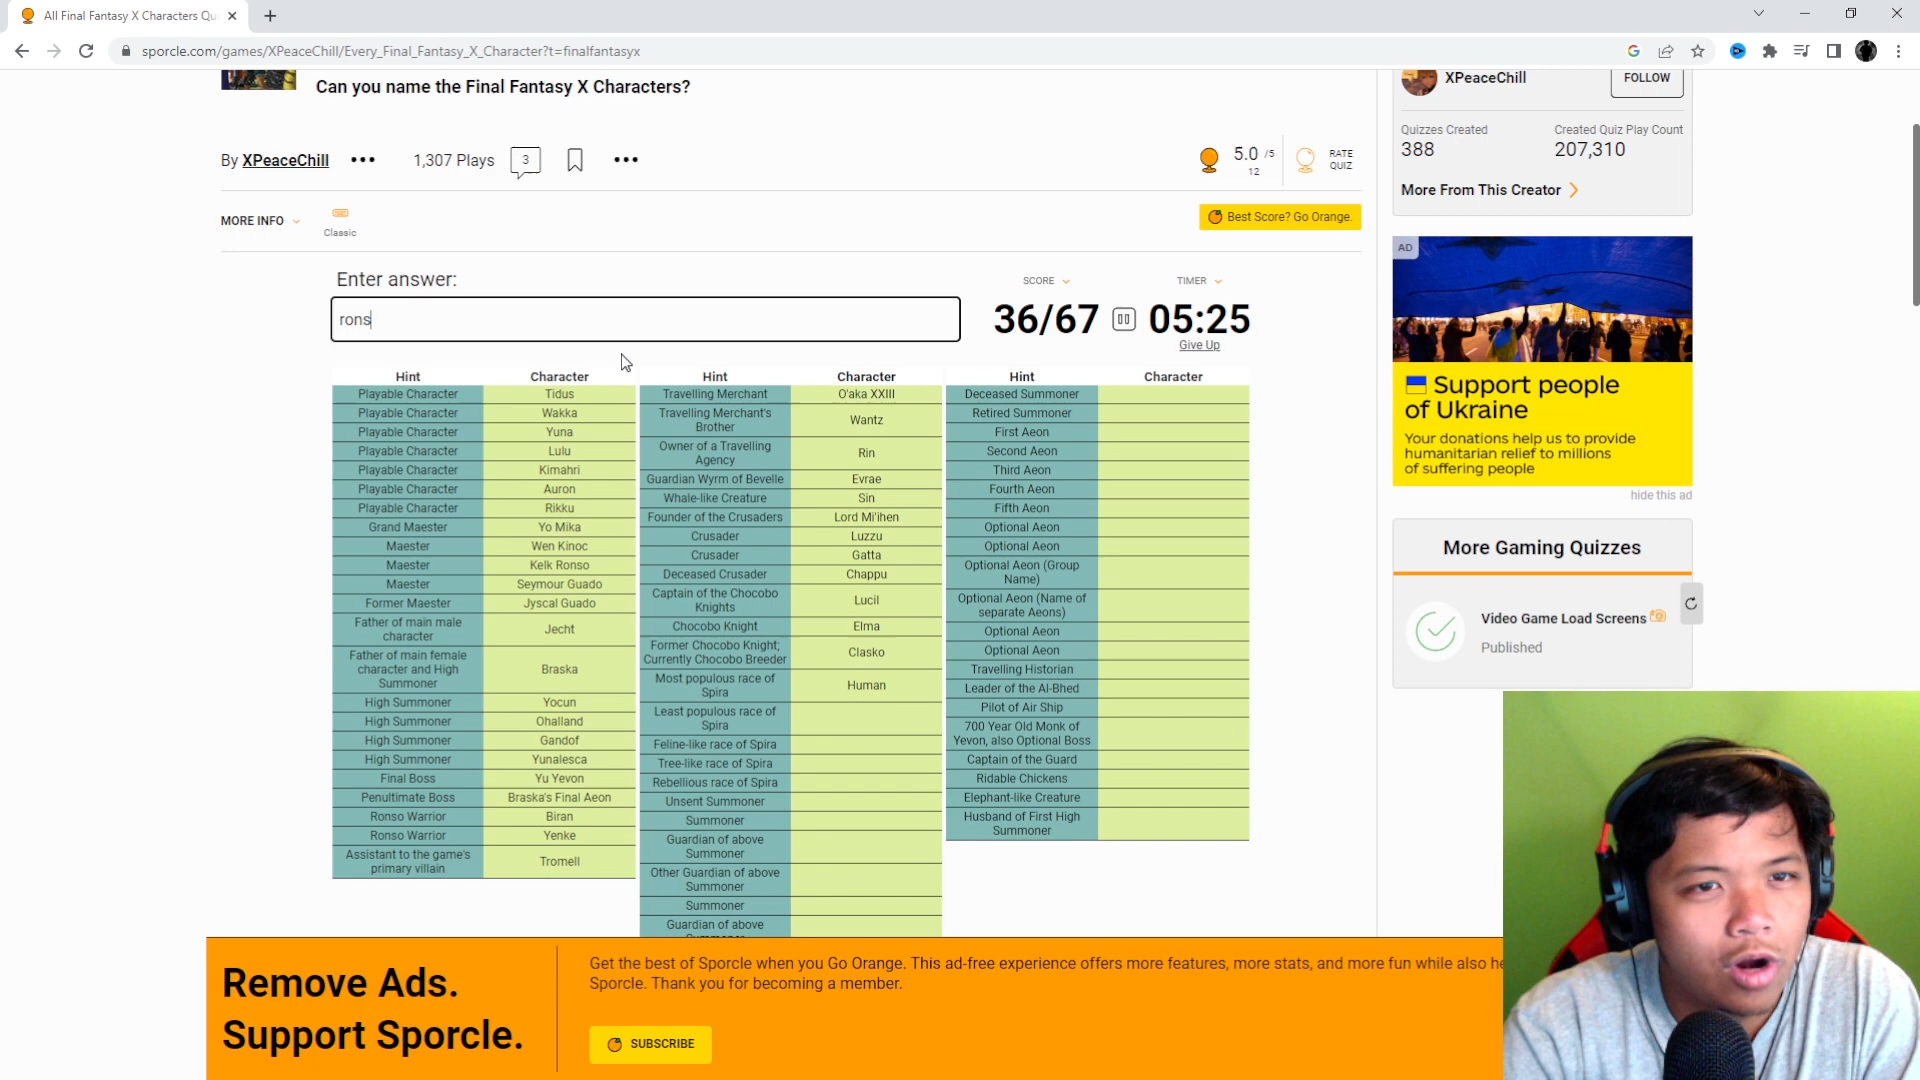 All Final Fantasy X Characters Qu
sporcle.com/games/XPeaceChill/Every_Final_Fantasy_X_Character?t=finalfantasyx
Can you name the Final Fantasy X Characters?
By XPeaceChill
1,307 Plays
3
5.0 /5
12
RATE
QUIZ
MORE INFO
Classic
Best Score? Go Orange.
Enter answer:
rons
SCORE
TIMER
36/67
05:25
Give Up
Hint Character
Playable Character Tidus
Playable Character Wakka
Playable Character Yuna
Playable Character Lulu
Playable Character Kimahri
Playable Character Auron
Playable Character Rikku
Grand Maester Yo Mika
Maester Wen Kinoc
Maester Kelk Ronso
Maester Seymour Guado
Former Maester Jyscal Guado
Father of main male
character
Jecht
Father of main female
character and High
Summoner
Braska
High Summoner Yocun
High Summoner Ohalland
High Summoner Gandof
High Summoner Yunalesca
Final Boss Yu Yevon
Penultimate Boss Braska's Final Aeon
Ronso Warrior Biran
Ronso Warrior Yenke
Assistant to the game's
primary villain
Tromell
Hint Character
Travelling Merchant O'aka XXIII
Travelling Merchant's
Brother
Wantz
Owner of a Travelling
Agency
Rin
Guardian Wyrm of Bevelle Evrae
Whale-like Creature Sin
Founder of the Crusaders Lord Mi'ihen
Crusader Luzzu
Crusader Gatta
Deceased Crusader Chappu
Captain of the Chocobo
Knights
Lucil
Chocobo Knight Elma
Former Chocobo Knight;
Currently Chocobo Breeder
Clasko
Most populous race of
Spira
Human
Least populous race of
Spira
Feline-like race of Spira
Tree-like race of Spira
Rebellious race of Spira
Unsent Summoner
Summoner
Guardian of above
Summoner
Other Guardian of above
Summoner
Summoner
Guardian of above
Summoner
Hint Character
Deceased Summoner
Retired Summoner
First Aeon
Second Aeon
Third Aeon
Fourth Aeon
Fifth Aeon
Optional Aeon
Optional Aeon
Optional Aeon (Group
Name)
Optional Aeon (Name of
separate Aeons)
Optional Aeon
Optional Aeon
Travelling Historian
Leader of the Al-Bhed
Pilot of Air Ship
700 Year Old Monk of
Yevon, also Optional Boss
Captain of the Guard
Ridable Chickens
Elephant-like Creature
Husband of First High
Summoner
XPeaceChill
FOLLOW
Quizzes Created
388
Created Quiz Play Count
207,310
More From This Creator
AD
Support people
of Ukraine
Your donations help us to provide
humanitarian relief to millions
of suffering people
hide this ad
More Gaming Quizzes
Video Game Load Screens
Published
Remove Ads.
Support Sporcle.
Get the best of Sporcle when you Go Orange. This ad-free experience offers more features, more stats, and more fun while also he
Sporcle. Thank you for becoming a member.
SUBSCRIBE